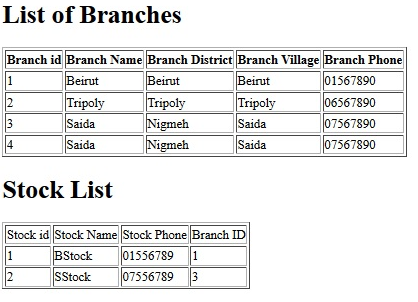 List of Branches
Branch id Branch Name Branch District Branch Village Branch Phone
1 Beirut Beirut Beirut 01567890
2 Tripoly Tripoly Tripoly 06567890
3 Saida Nigmeh Saida 07567890
4 Saida Nigmeh Saida 07567890
Stock List
Stock id Stock Name Stock Phone Branch ID
1 BStock 01556789 1
2 SStock 07556789 3